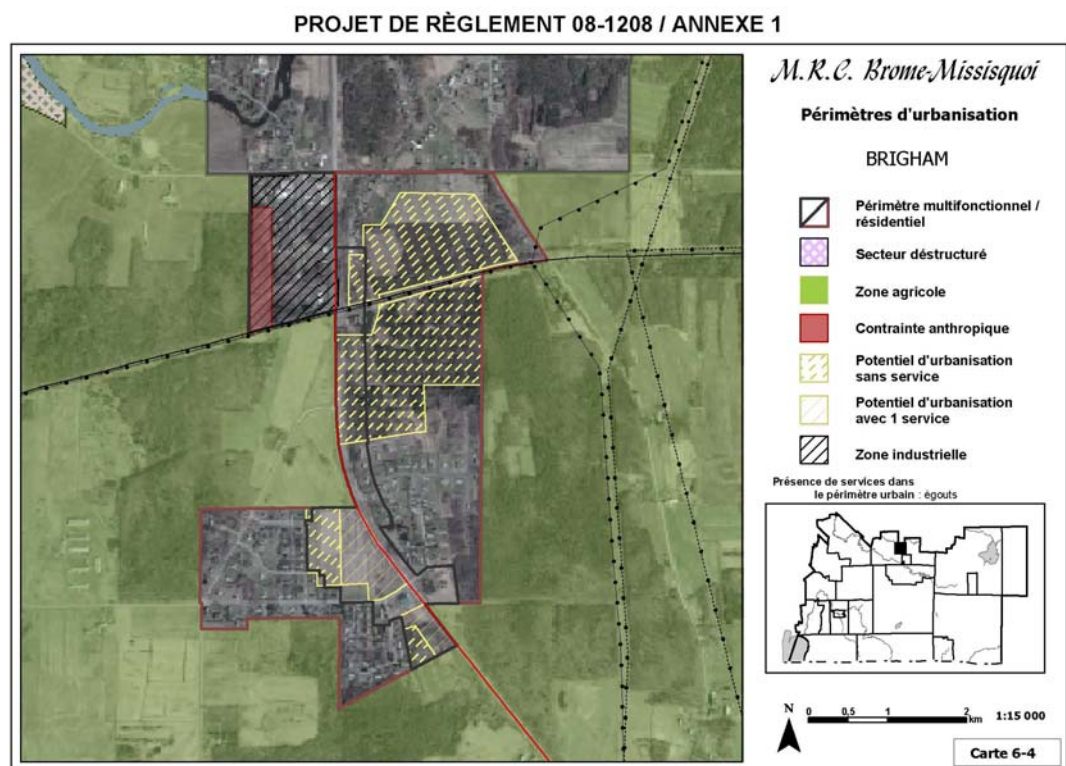 PROJET DE RÈGLEMENT 08-1208 / ANNEXE 1
M.R.C. Brome-Missisquoi
Périmètres d'urbanisation
BRIGHAM
Périmètre multifonctionnel /
résidentiel
Secteur déstructuré
Zone agricole
Contrainte anthropique
Potentiel d'urbanisation
sans service
Potentiel d'urbanisation
avec 1 service
Zone industrielle
Présence de services dans
le périmètre urbain : égouts
N
0 0,5 1 2
km
1:15 000
Carte 6-4